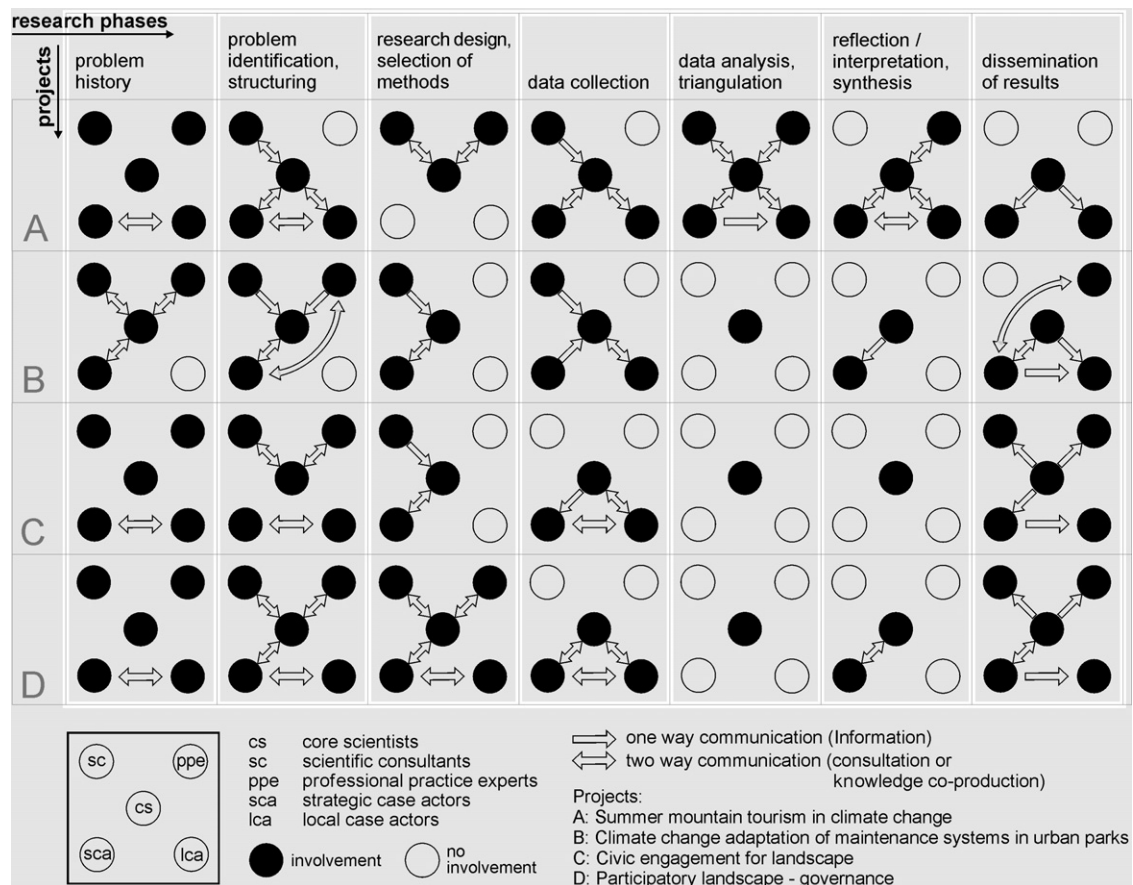 research phases
projects
problem
history
problem
identification,
structuring
research design,
selection of
methods
data collection
data analysis,
triangulation
reflection /
interpretation,
synthesis
dissemination
of results
A
B
C
D
sc ppe
cs
sca lca
cs core scientists
sc scientific consultants
ppe professional practice experts
sca strategic case actors
lca local case actors
involvement
no
involvement
one way communication (Information)
two way communication (consultation or
knowledge co-production)
Projects:
A: Summer mountain tourism in climate change
B: Climate change adaptation of maintenance systems in urban parks
C: Civic engagement for landscape
D: Participatory landscape - governance